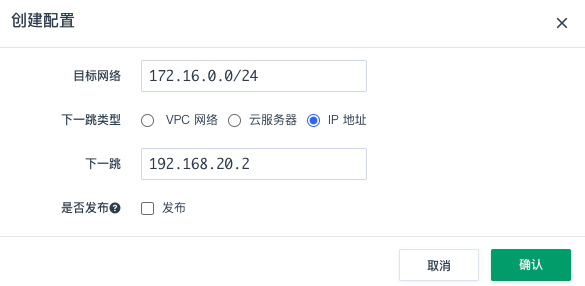 创建配置
目标网络 172.16.0.0/24
下一跳类型 VPC 网络 云服务器 IP 地址
下一跳 192.168.20.2
是否发布 发布
取消 确认